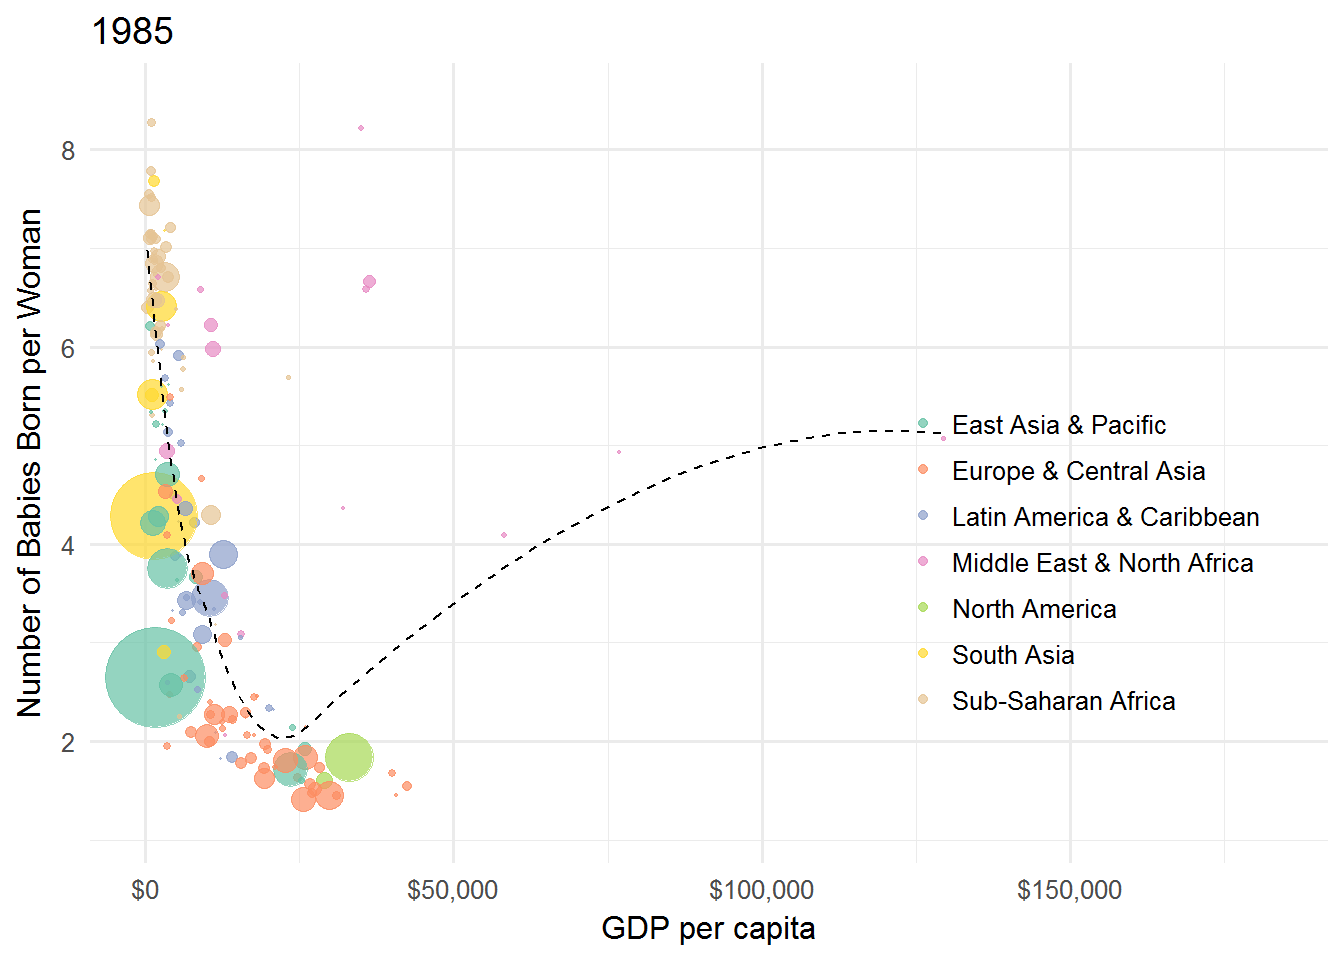 1985
Number of Babies Born per Woman
8
6
4
2
East Asia & Pacific
Europe & Central Asia
Latin America & Caribbean
Middle East & North Africa
North America
South Asia
Sub-Saharan Africa
$0 $50,000 $100,000 $150,000
GDP per capita